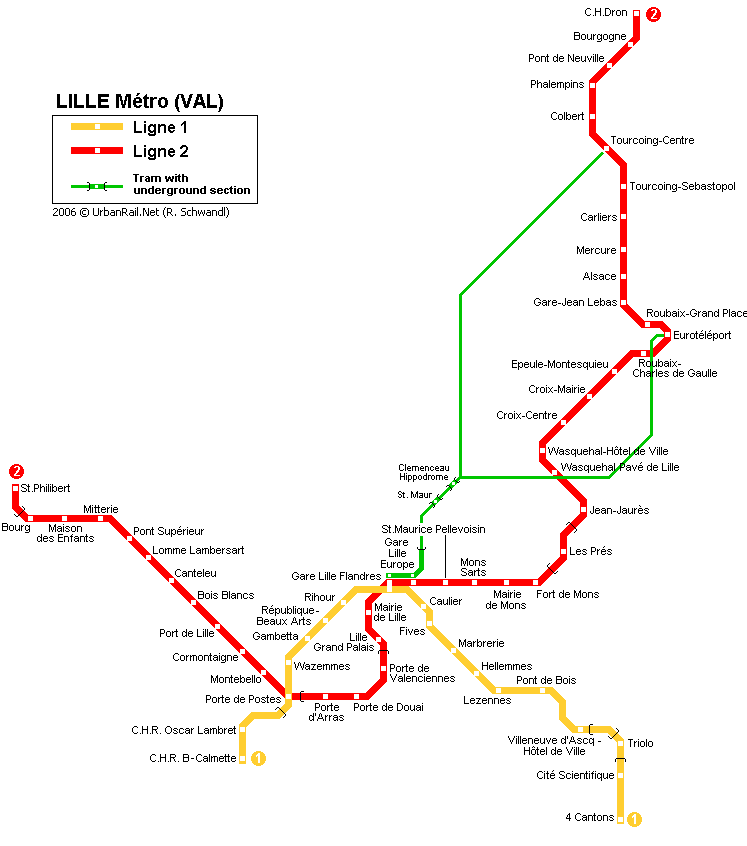 C.H.Dron
2
Bourgogne
Pont de Neuville
Phalempins
LILLE Métro (VAL)
Ligne 1
Ligne 2
Tram with
underground section
2006 © UrbanRail.Net (R. Schwandl)
Colbert
Tourcoing-Centre
Tourcoing-Sebastopol
Carliers
Mercure
Alsace
Gare-Jean Lebas
Roubaix-Grand Place
Eurotéléport
Roubaix-
Charles de Gaulle
Epeule-Montesquieu
Croix-Mairie
Croix-Centre
Wasquehal-Hôtel de Ville
Wasquehal-Pavé de Lille
Clemenceau
Hippodrome
St. Maur
2
St.Philibert
Bourg
Maison
des Enfants
Mitterie
Pont Supérieur
Lomme Lambersart
Canteleu
Bois Blancs
Port de Lille
Cormontaigne
Montebello
Porte de Postes
Jean-Jaurès
Les Prés
Fort de Mons
Mairie
de Mons
Mons
Sarts
St.Maurice Pellevoisin
Gare
Lille
Europe
Gare Lille Flandres
Rihour
République-
Beaux Arts
Gambetta
Wazemmes
Mairie
de Lille
Lille
Grand Palais
Porte de
Valenciennes
Porte de Douai
Porte
d'Arras
Caulier
Fives
Marbrerie
Hellemmes
Lezennes
Pont de Bois
Villeneuve d'Ascq -
Hôtel de Ville
Triolo
Cité Scientifique
4 Cantons
1
C.H.R. Oscar Lambret
C.H.R. B-Calmette
1